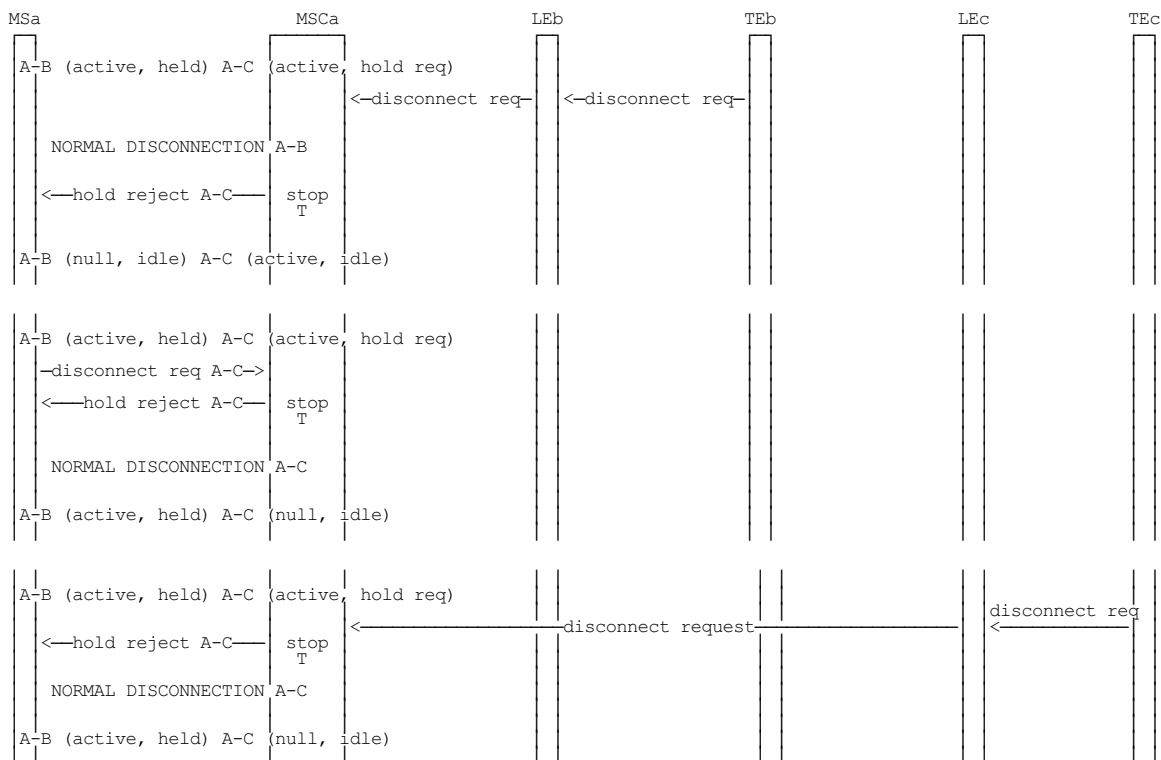 MSa MSCa LEb TEb LEc TEc
A-B (active, held) A-C (active, hold req)
<—disconnect req— <—disconnect req—
NORMAL DISCONNECTION A-B
<——hold reject A-C—— stop
T
A-B (null, idle) A-C (active, idle)
A-B (active, held) A-C (active, hold req)
—disconnect req A-C—>
<——hold reject A-C—— stop
T
NORMAL DISCONNECTION A-C
A-B (active, held) A-C (null, idle)
A-B (active, held) A-C (active, hold req)
disconnect req
<——disconnect request—— <——
<——hold reject A-C—— stop
T
NORMAL DISCONNECTION A-C
A-B (active, held) A-C (null, idle)